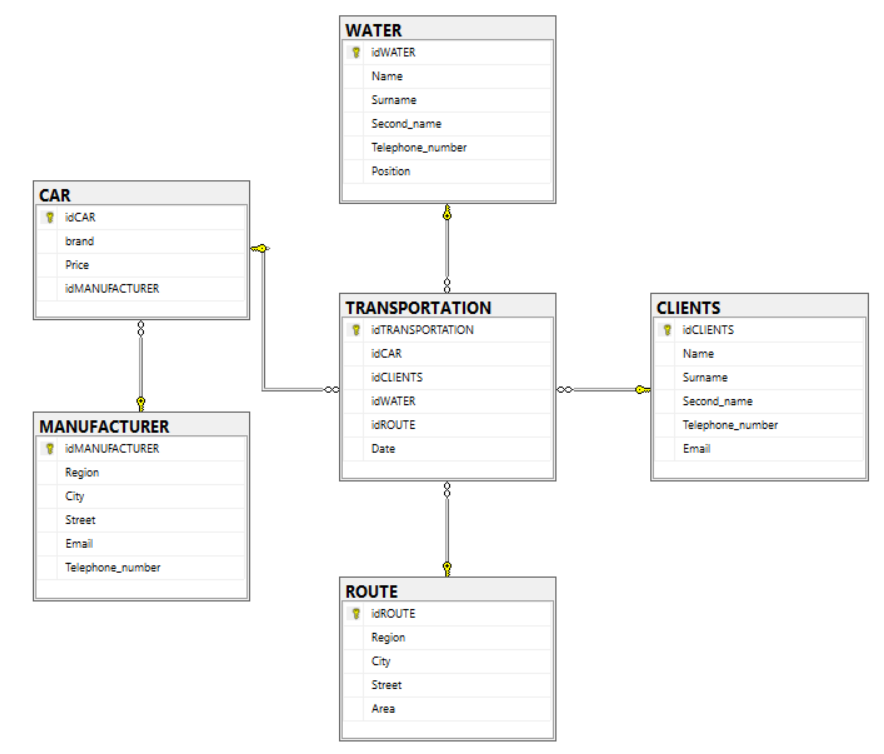 WATER
idWATER
Name
Surname
Second_name
Telephone_number
Position
CAR
idCAR
brand
Price
idMANUFACTURER
TRANSPORTATION
idTRANSPORTATION
idCAR
idCLIENTS
idWATER
idROUTE
Date
CLIENTS
idCLIENTS
Name
Surname
Second_name
Telephone_number
Email
MANUFACTURER
idMANUFACTURER
Region
City
Street
Email
Telephone_number
ROUTE
idROUTE
Region
City
Street
Area